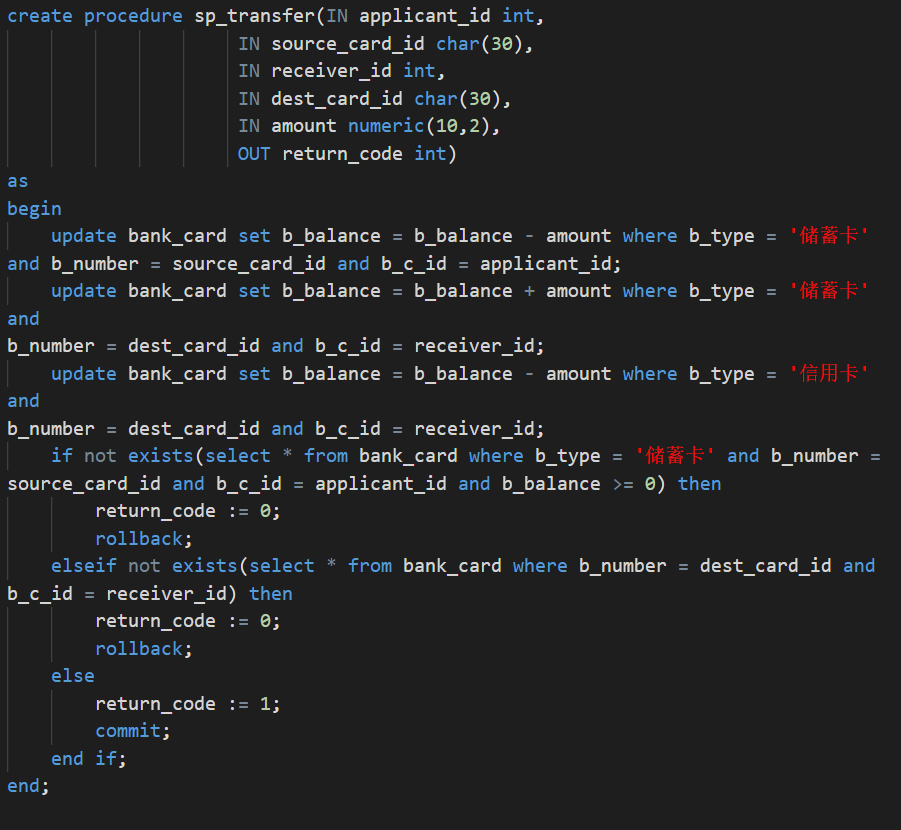 create procedure sp_transfer(IN applicant_id int,
IN source_card_id char(30),
IN receiver_id int,
IN dest_card_id char(30),
IN amount numeric(10,2),
OUT return_code int)
as
begin
update bank_card set b_balance = b_balance - amount where b_type = '储蓄卡'
and b_number = source_card_id and b_c_id = applicant_id;
update bank_card set b_balance = b_balance + amount where b_type = '储蓄卡'
and
b_number = dest_card_id and b_c_id = receiver_id;
update bank_card set b_balance = b_balance - amount where b_type = '信用卡'
and
b_number = dest_card_id and b_c_id = receiver_id;
if not exists(select * from bank_card where b_type = '储蓄卡' and b_number =
source_card_id and b_c_id = applicant_id and b_balance >= 0) then
return_code := 0;
rollback;
elseif not exists(select * from bank_card where b_number = dest_card_id and
b_c_id = receiver_id) then
return_code := 0;
rollback;
else
return_code := 1;
commit;
end if;
end;